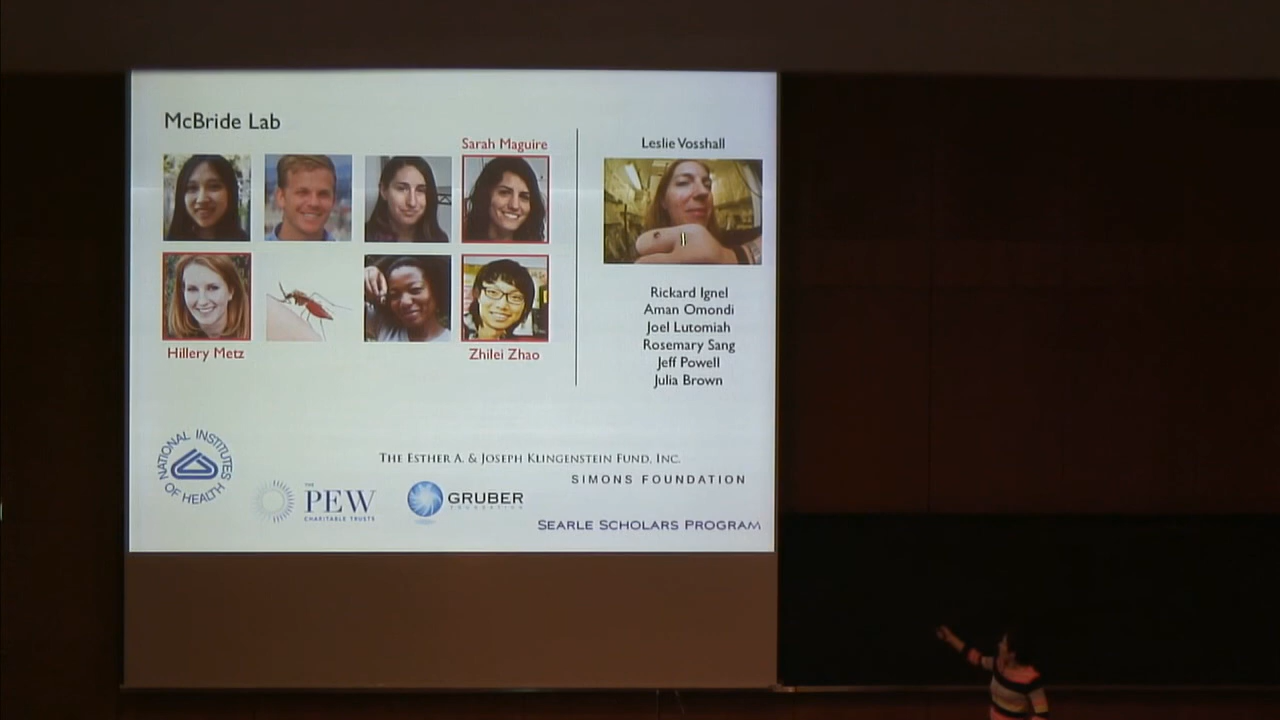 McBride Lab
Sarah Maguire
Hillery Metz
Zhilei Zhao
Leslie Vosshall
Rickard Ignel
Aman Omondi
Joel Lutomiah
Rosemary Sang
Jeff Powell
Julia Brown
NATIONAL INSTITUTES
OF HEALTH
THE
PEW
CHARITABLE TRUSTS
GRUBER
FOUNDATION
THE ESTHER A. & JOSEPH KLINGENSTEIN FUND, INC.
SIMONS FOUNDATION
SEARLE SCHOLARS PROGRAM